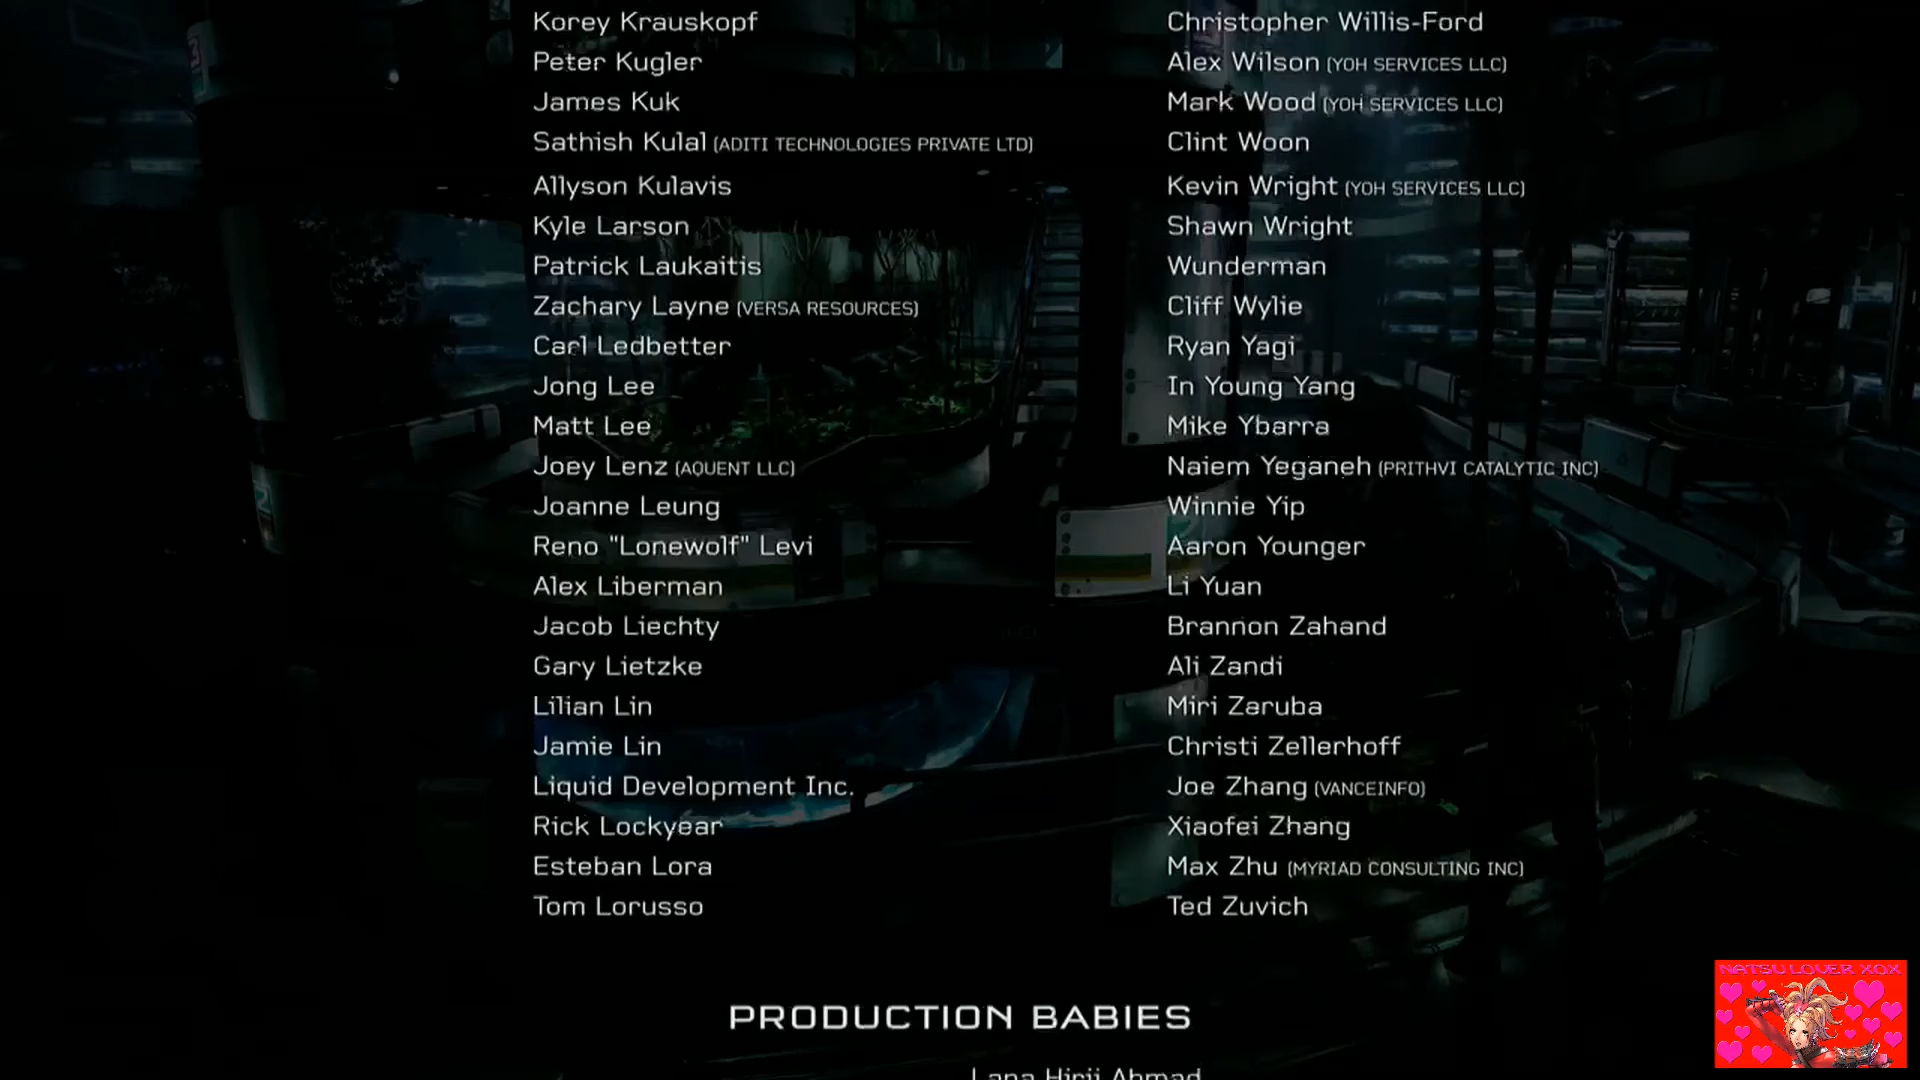 Korey Krauskopf
Peter Kugler
James Kuk
Sathish Kulal (ADITI TECHNOLOGIES PRIVATE LTD)
Allyson Kulavis
Kyle Larson
Patrick Laukaitis
Zachary Layne (VERSA RESOURCES)
Carl Ledbetter
Jong Lee
Matt Lee
Joey Lenz (AQUENT LLC)
Joanne Leung
Reno "Lonewolf" Levi
Alex Liberman
Jacob Liechty
Gary Lietzke
Lilian Lin
Jamie Lin
Liquid Development Inc.
Rick Lockyear
Esteban Lora
Tom Lorusso
Christopher Willis-Ford
Alex Wilson (YOH SERVICES LLC)
Mark Wood (YOH SERVICES LLC)
Clint Woon
Kevin Wright (YOH SERVICES LLC)
Shawn Wright
Wunderman
Cliff Wylie
Ryan Yagi
In Young Yang
Mike Ybarra
Naiem Yeganeh (PRITHVI CATALYTIC INC)
Winnie Yip
Aaron Younger
Li Yuan
Brannon Zahand
Ali Zandi
Miri Zaruba
Christi Zellerhoff
Joe Zhang (VANCEINFO)
Xiaofei Zhang
Max Zhu (MYRIAD CONSULTING INC)
Ted Zuvich
PRODUCTION BABIES
Lana Hirji Ahmad
NATSU LOVER XOX